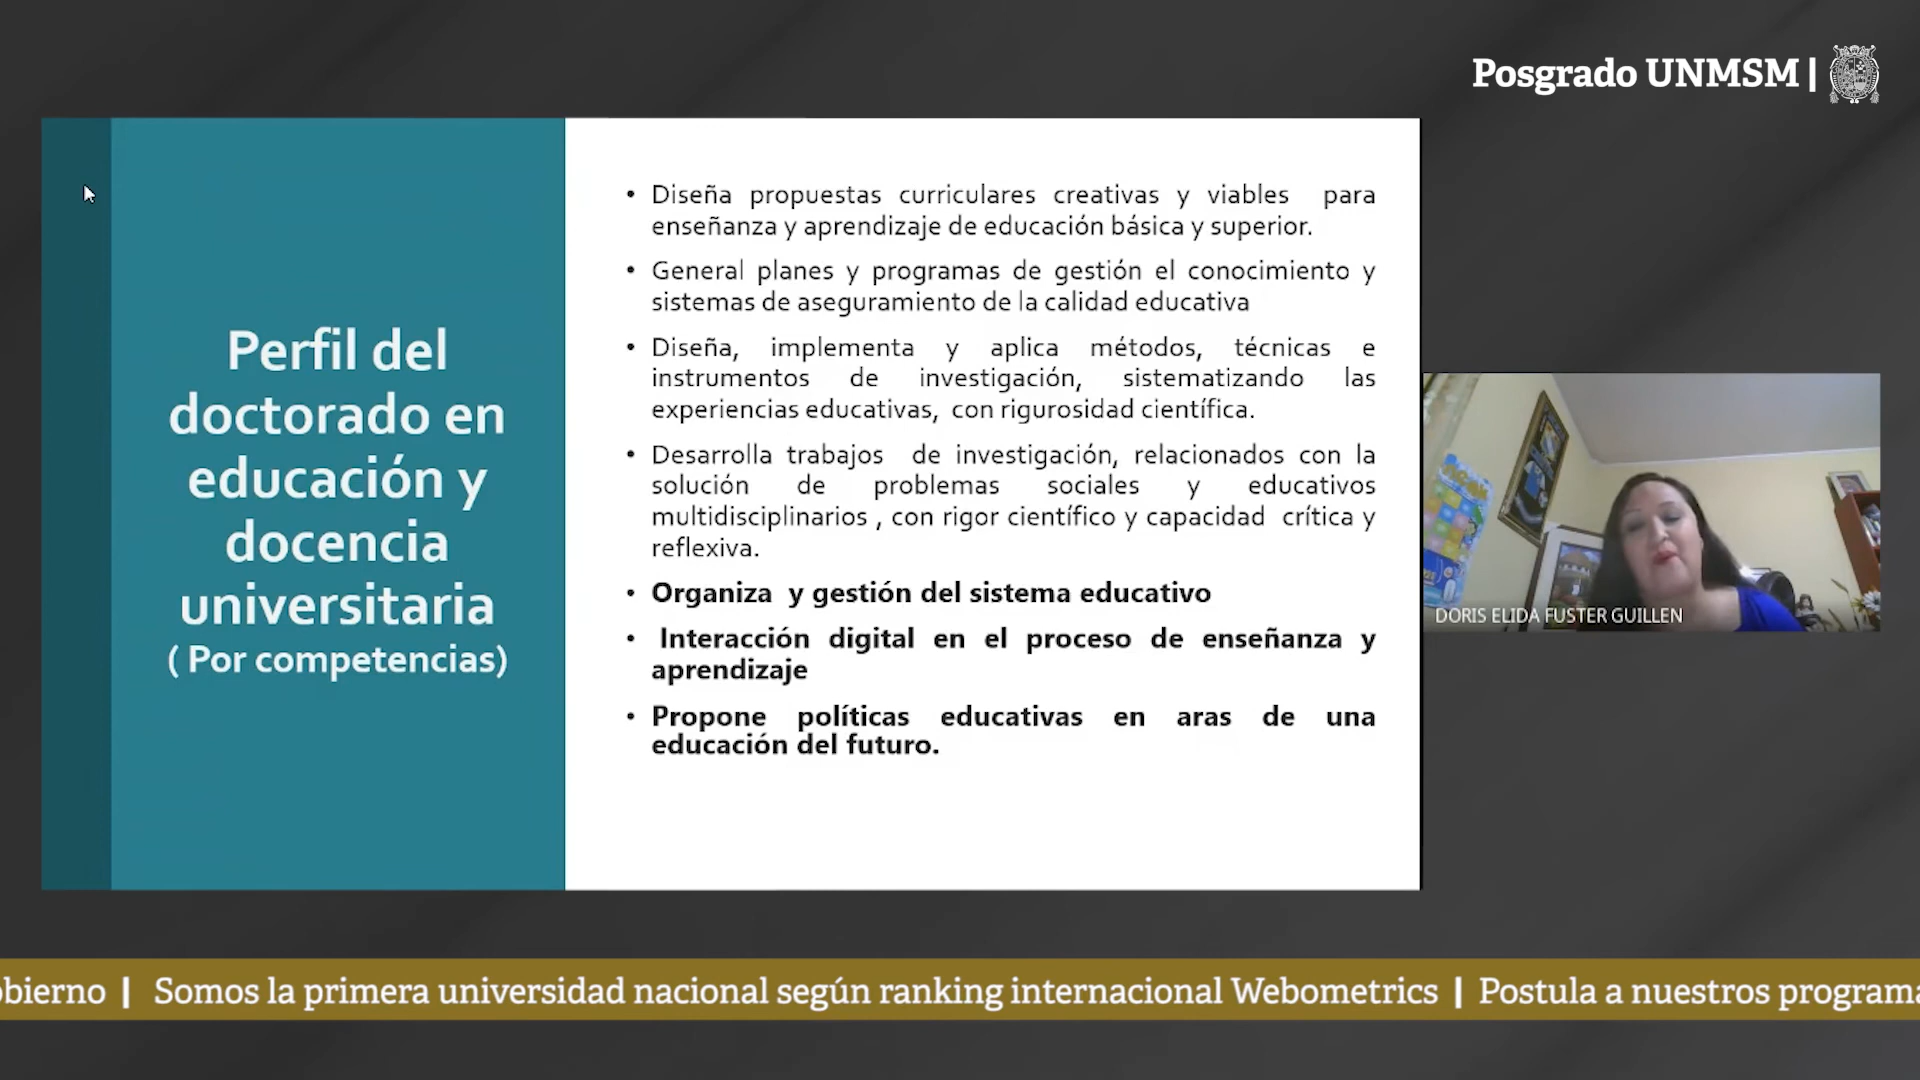 Posgrado UNMSM |
Perfil del
doctorado en
educación y
docencia
universitaria
( Por competencias)
• Diseña propuestas curriculares creativas y viables para
enseñanza y aprendizaje de educación básica y superior.
• General planes y programas de gestión el conocimiento y
sistemas de aseguramiento de la calidad educativa
• Diseña, implementa y aplica métodos, técnicas e
instrumentos de investigación, sistematizando las
experiencias educativas, con rigurosidad científica.
• Desarrolla trabajos de investigación, relacionados con la
solución de problemas sociales y educativos
multidisciplinarios , con rigor científico y capacidad crítica y
reflexiva.
• Organiza y gestión del sistema educativo
• Interacción digital en el proceso de enseñanza y
aprendizaje
• Propone políticas educativas en aras de una
educación del futuro.
DORIS ELIDA FUSTER GUILLEN
obierno | Somos la primera universidad nacional según ranking internacional Webometrics | Postula a nuestros programa